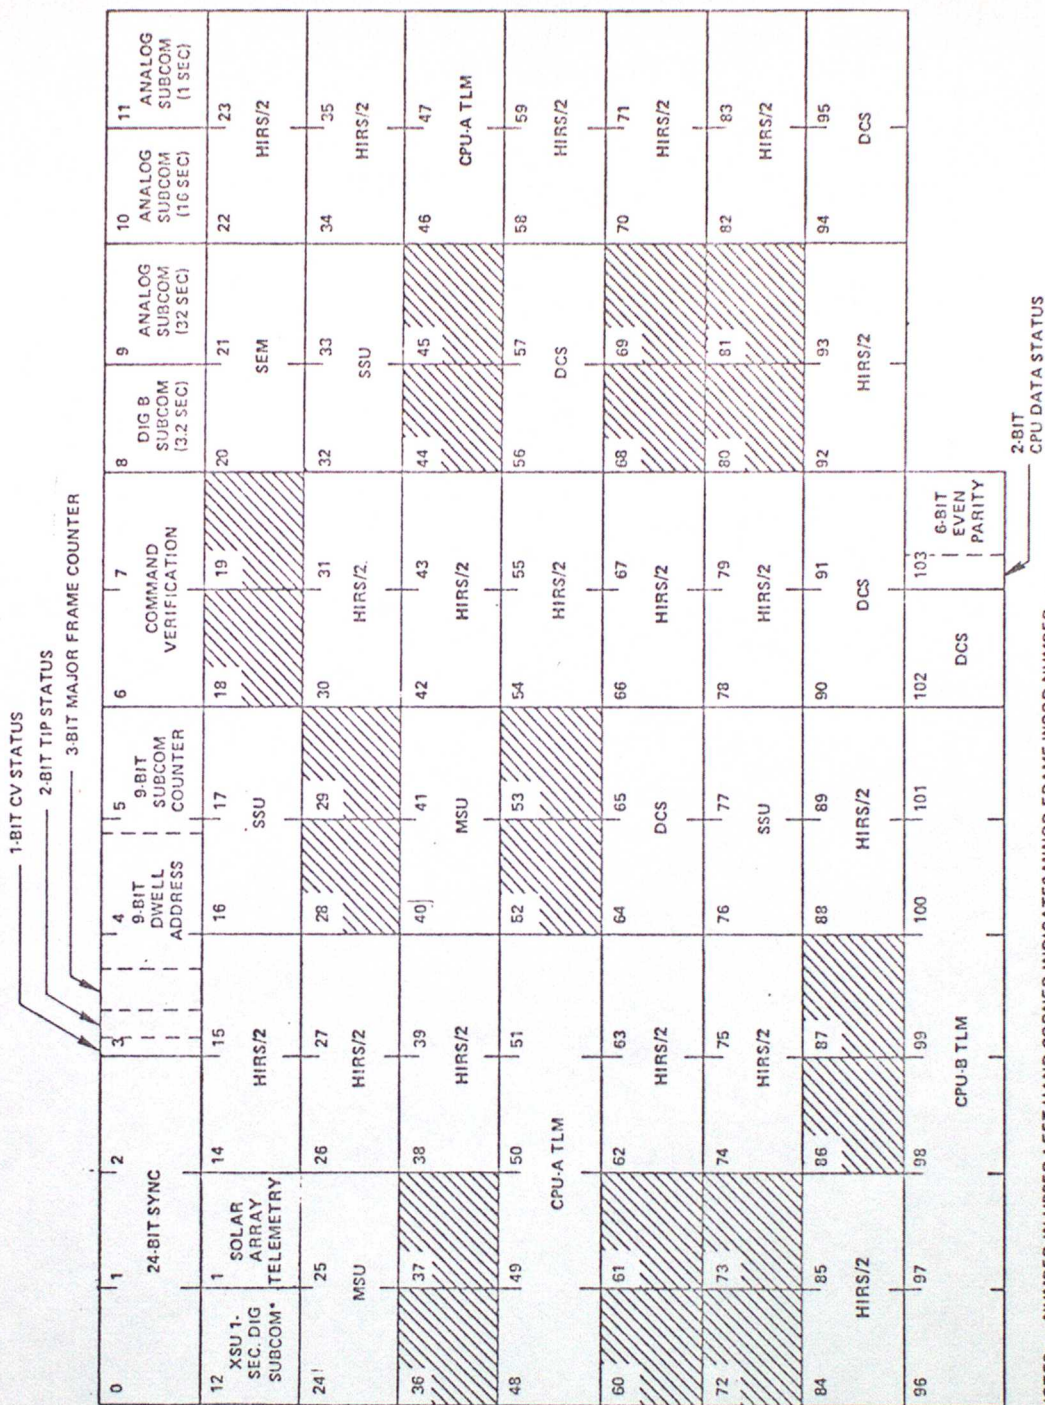 1-BIT CV STATUS
2-BIT TIP STATUS
3-BIT MAJOR FRAME COUNTER
0
1
24-BIT SYNC
2
3
4
9-BIT
DWELL
ADDRESS
5
9-BIT
SUBCOM
COUNTER
6
7
COMMAND
VERIFICATION
8
DIG B
SUBCOM
(3.2 SEC)
9
ANALOG
SUBCOM
(32 SEC)
10
ANALOG
SUBCOM
(16 SEC)
11
ANALOG
SUBCOM
(1 SEC)
12
XSU 1-
SEC. DIG
SUBCOM*
1
SOLAR
ARRAY
TELEMETRY
14
15
HIRS/2
16
17
SSU
18
19
20
21
SEM
22
23
HIRS/2
24
25
MSU
26
27
HIRS/2
28
29
30
31
HIRS/2
32
33
SSU
34
35
HIRS/2
36
37
38
39
HIRS/2
40
41
MSU
42
43
HIRS/2
44
45
46
47
CPU-A TLM
48
49
50
51
CPU-A TLM
52
53
54
55
HIRS/2
56
57
DCS
58
59
HIRS/2
60
61
62
63
HIRS/2
64
65
DCS
66
67
HIRS/2
68
69
70
71
HIRS/2
72
73
74
75
HIRS/2
76
77
SSU
78
79
HIRS/2
80
81
82
83
HIRS/2
84
85
HIRS/2
86
87
88
89
HIRS/2
90
91
DCS
92
93
HIRS/2
94
95
DCS
96
97
98
99
100
101
CPU-B TLM
102
DCS
103
6-BIT
EVEN
PARITY
2-BIT
CPU DATA STATUS